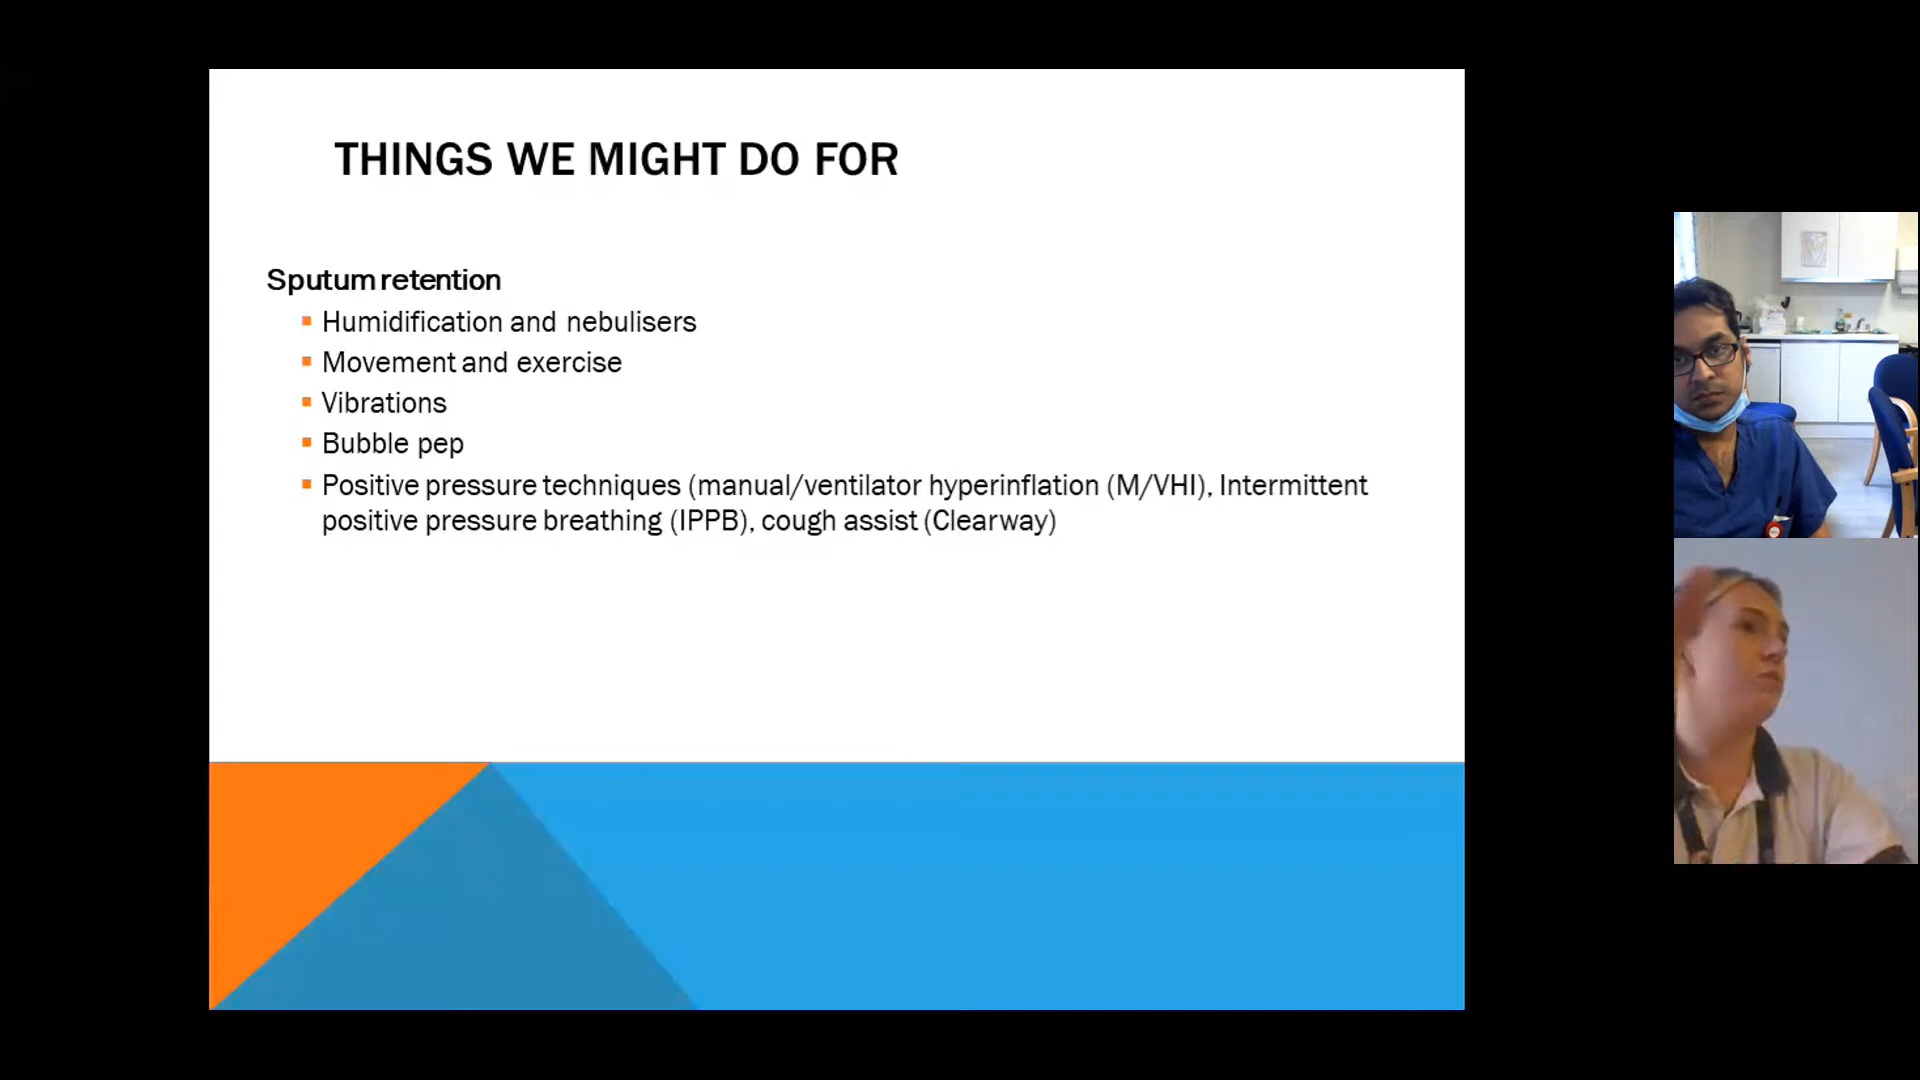 THINGS WE MIGHT DO FOR
Sputum retention
Humidification and nebulisers
Movement and exercise
Vibrations
Bubble pep
Positive pressure techniques (manual/ventilator hyperinflation (M/VHI), Intermittent
positive pressure breathing (IPPB), cough assist (Clearway)